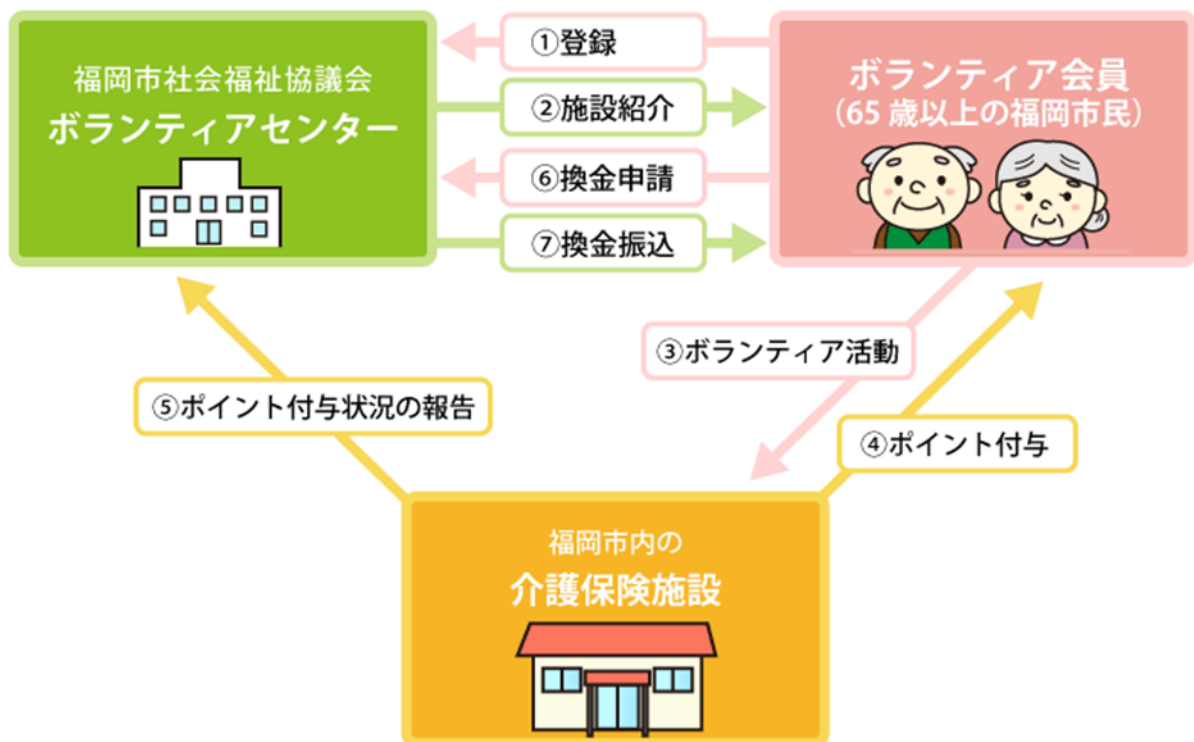 福岡市社会福祉協議会
ボランティアセンター
①登録
②施設紹介
⑥換金申請
⑦換金振込
ボランティア会員
(65歳以上の福岡市民)
③ボランティア活動
④ポイント付与
⑤ポイント付与状況の報告
福岡市内の
介護保険施設